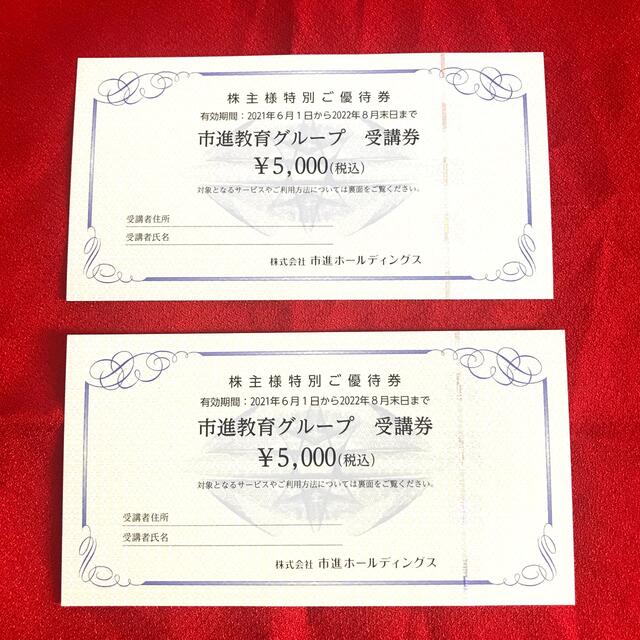 株主様特別ご優待券
有効期間：2021年6月1日から2022年8月末日まで
市進教育グループ 受講券
￥5,000(税込)
対象となるサービスやご利用方法については裏面をご覧ください。
受講者住所
受講者氏名
株式会社 市進ホールディングス
株主様特別ご優待券
有効期間：2021年6月1日から2022年8月末日まで
市進教育グループ 受講券
￥5,000(税込)
対象となるサービスやご利用方法については裏面をご覧ください。
受講者住所
受講者氏名
株式会社 市進ホールディングス